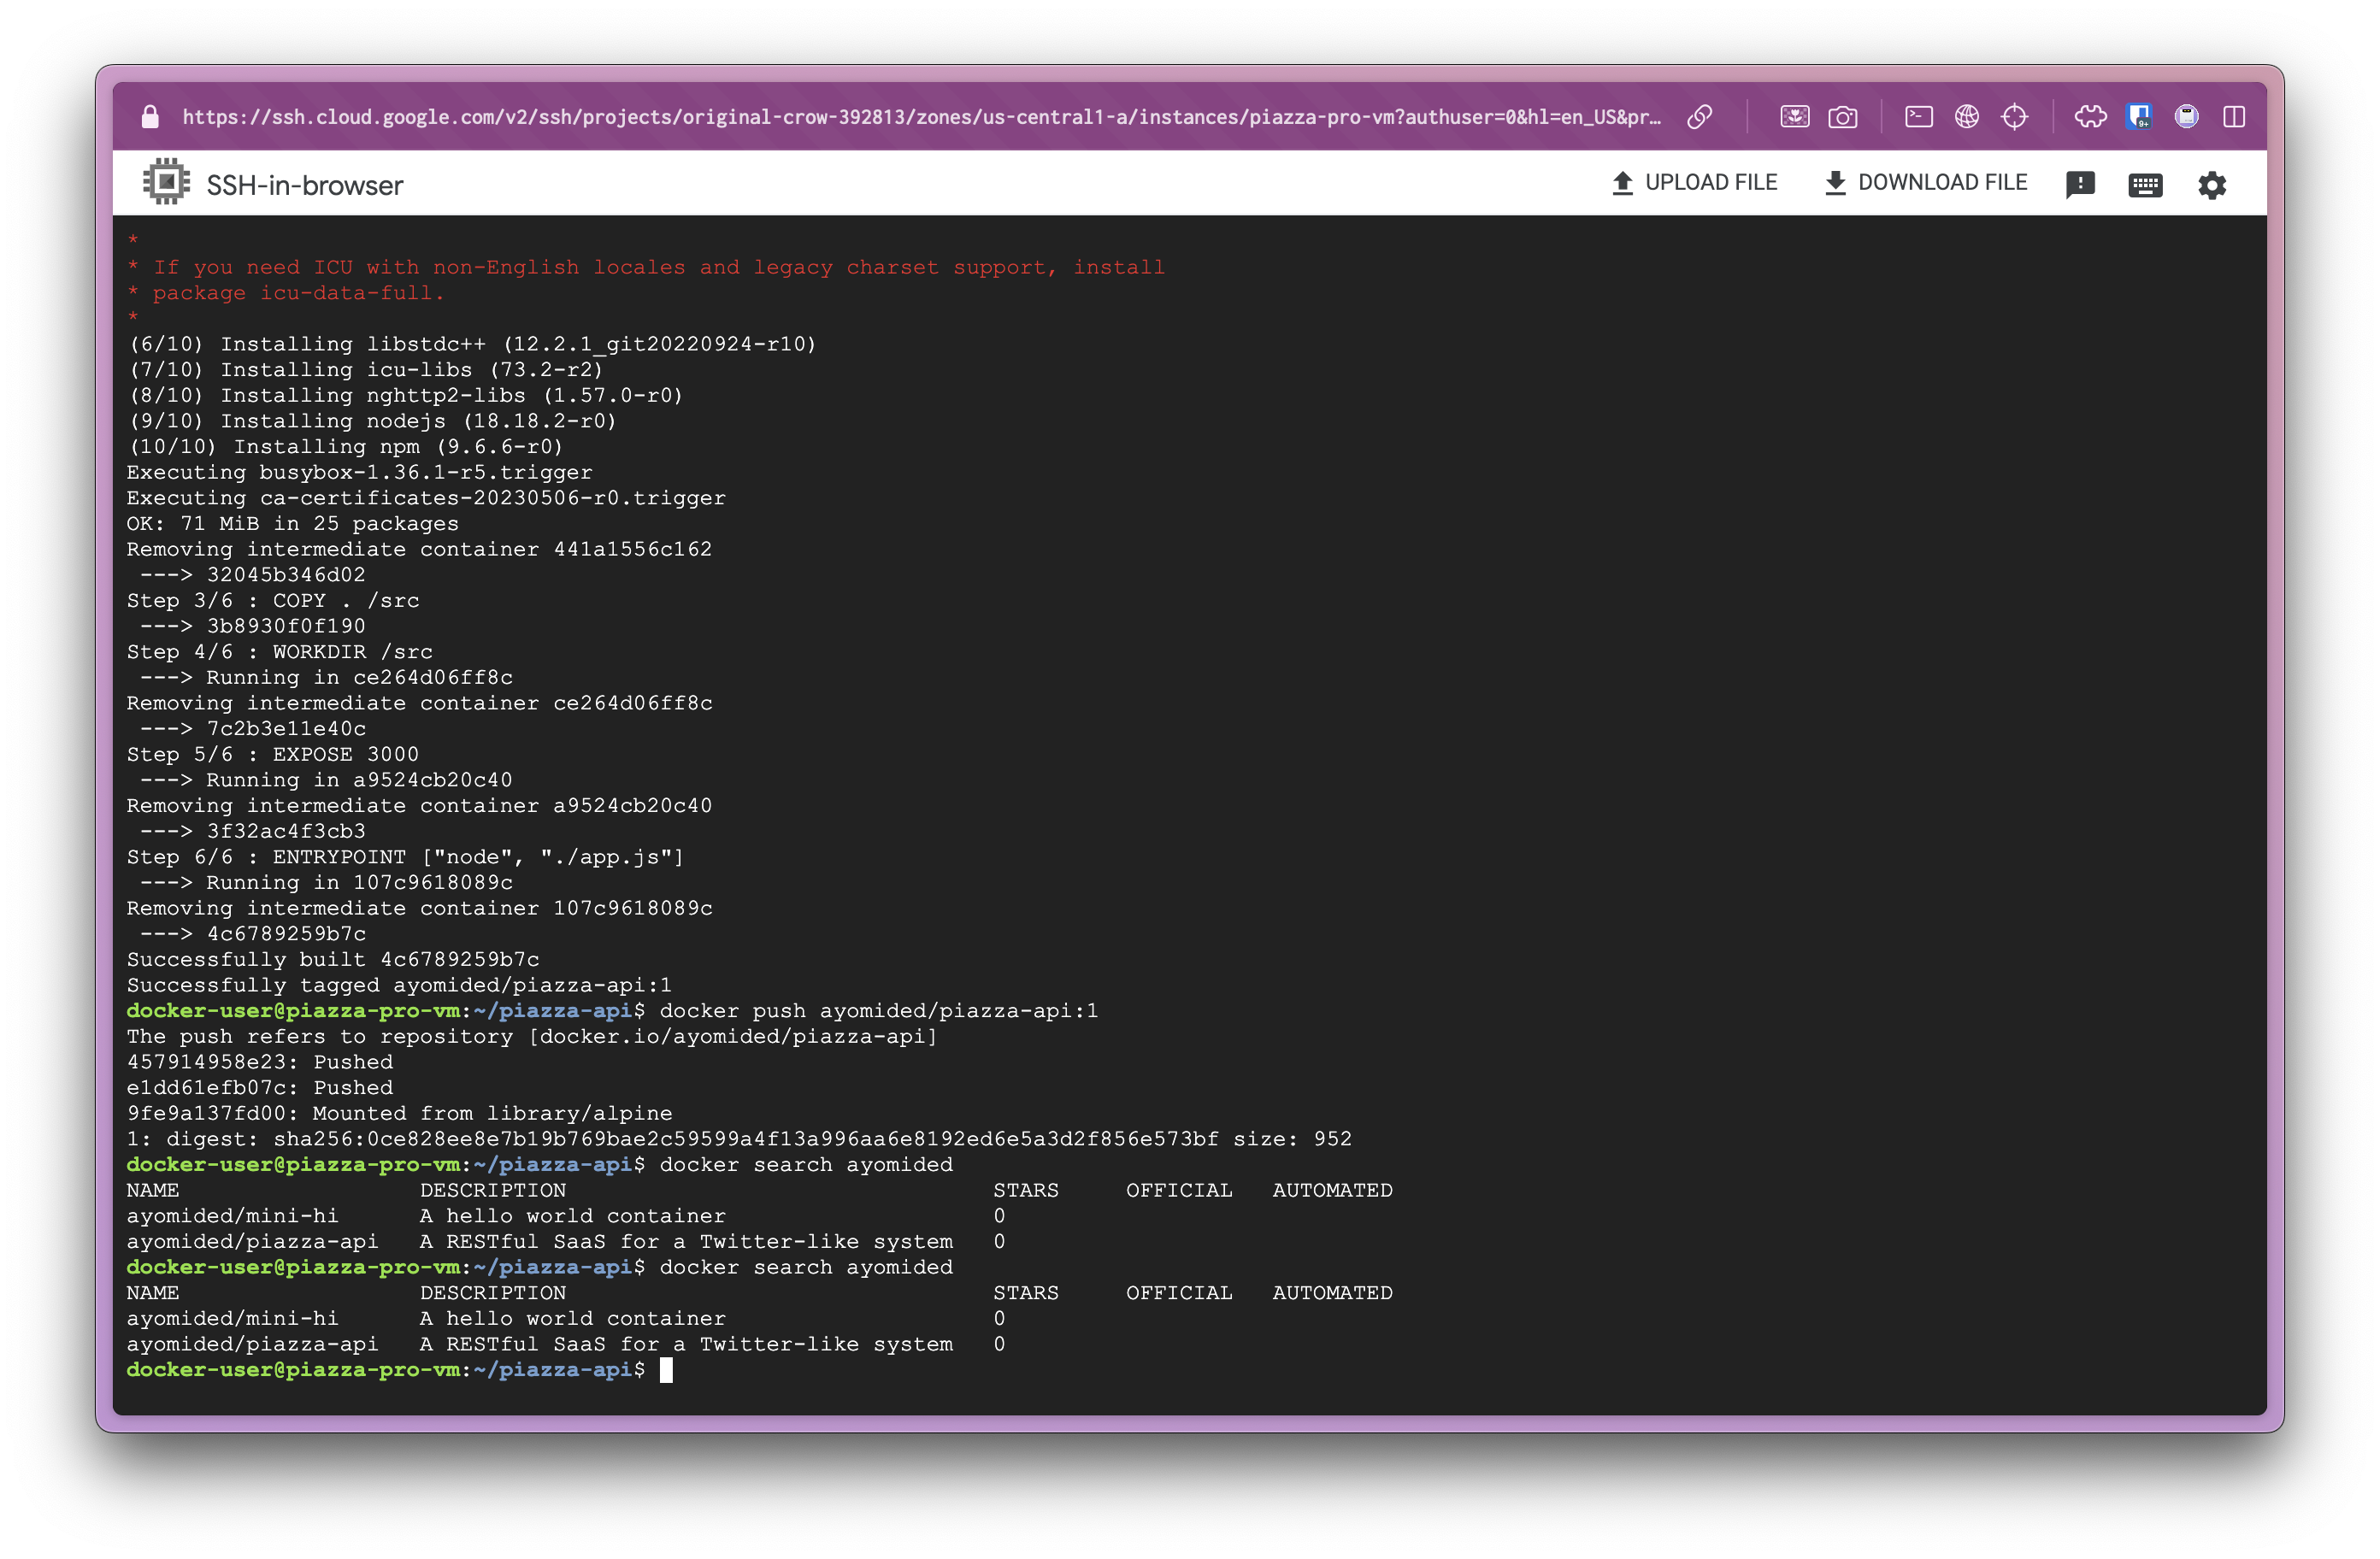 https://ssh.cloud.google.com/v2/ssh/projects/original-crow-392813/zones/us-central1-a/instances/piazza-pro-vm?authuser=0&hl=en_US&pr…
9+
SSH-in-browser
UPLOAD FILE
DOWNLOAD FILE
*
* If you need ICU with non-English locales and legacy charset support, install
* package icu-data-full.
*
(6/10) Installing libstdc++ (12.2.1_git20220924-r10)
(7/10) Installing icu-libs (73.2-r2)
(8/10) Installing nghttp2-libs (1.57.0-r0)
(9/10) Installing nodejs (18.18.2-r0)
(10/10) Installing npm (9.6.6-r0)
Executing busybox-1.36.1-r5.trigger
Executing ca-certificates-20230506-r0.trigger
OK: 71 MiB in 25 packages
Removing intermediate container 441a1556c162
 ---> 32045b346d02
Step 3/6 : COPY . /src
 ---> 3b8930f0f190
Step 4/6 : WORKDIR /src
 ---> Running in ce264d06ff8c
Removing intermediate container ce264d06ff8c
 ---> 7c2b3e11e40c
Step 5/6 : EXPOSE 3000
 ---> Running in a9524cb20c40
Removing intermediate container a9524cb20c40
 ---> 3f32ac4f3cb3
Step 6/6 : ENTRYPOINT ["node", "./app.js"]
 ---> Running in 107c9618089c
Removing intermediate container 107c9618089c
 ---> 4c6789259b7c
Successfully built 4c6789259b7c
Successfully tagged ayomided/piazza-api:1
docker-user@piazza-pro-vm:~/piazza-api$ docker push ayomided/piazza-api:1
The push refers to repository [docker.io/ayomided/piazza-api]
457914958e23: Pushed
e1dd61efb07c: Pushed
9fe9a137fd00: Mounted from library/alpine
1: digest: sha256:0ce828ee8e7b19b769bae2c59599a4f13a996aa6e8192ed6e5a3d2f856e573bf size: 952
docker-user@piazza-pro-vm:~/piazza-api$ docker search ayomided
NAME                  DESCRIPTION                                STARS     OFFICIAL   AUTOMATED
ayomided/mini-hi      A hello world container                    0
ayomided/piazza-api   A RESTful SaaS for a Twitter-like system   0
docker-user@piazza-pro-vm:~/piazza-api$ docker search ayomided
NAME                  DESCRIPTION                                STARS     OFFICIAL   AUTOMATED
ayomided/mini-hi      A hello world container                    0
ayomided/piazza-api   A RESTful SaaS for a Twitter-like system   0
docker-user@piazza-pro-vm:~/piazza-api$